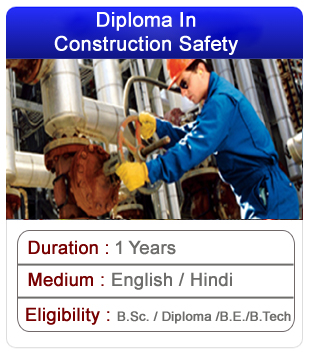 Diploma In
Construction Safety
Duration : 1 Years
Medium : English / Hindi
Eligibility : B.Sc. / Diploma /B.E./B.Tech